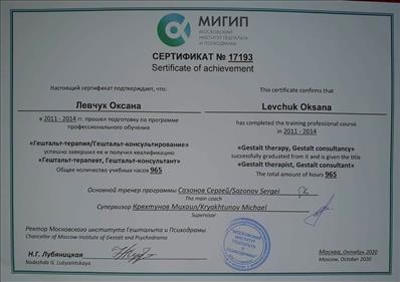 МИГИП
МОСКОВСКИЙ
ИНСТИТУТ ГЕШТАЛЬТА
И ПСИХОДРАМЫ
СЕРТИФИКАТ № 17193
Sertificate of achievement
Настоящий сертификат подтверждает, что:
This certificate confirms that
Левчук Оксана
Levchuk Oksana
в 2011 - 2014 г. прошел подготовку по программе
профессионального обучения
has completed the training professional course
in 2011 - 2014
«Гештальт-терапия/Гештальт-консультирование»
успешно завершил ее и получил квалификацию
«Гештальт-терапевт, Гештальт-консультант»
Общее количество учебных часов 965
«Gestalt therapy, Gestalt consultancy»
successfully graduated from it and is given the title
«Gestalt therapist, Gestalt consultant»
The total amount of hours 965
Основной тренер программы Сазонов Сергей/Sazonov Sergei
The main coach
Супервизор Кряхтунов Михаил/Kryakhtunov Michael
Supervisor
Ректор Московского института Гештальта и Психодрамы
Chancellor of Moscow Institute of Gestalt and Psychodrama
Н.Г. Лубяницкая
Nadezhda G. Lubyanitskaya
МОСКОВСКИЙ
ИНСТИТУТ
ГЕШТАЛЬТА
И
ПСИХОДРАМЫ
Москва, Октябрь 2020
Moscow, October 2020